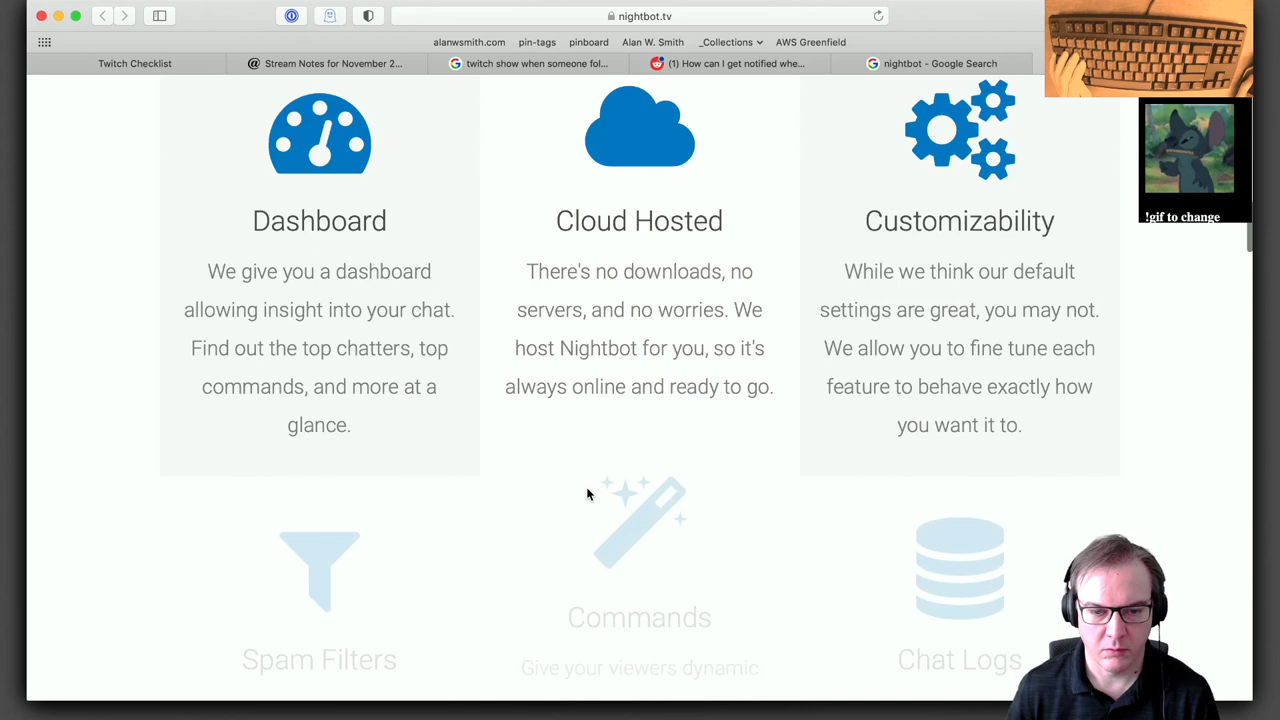 nightbot.tv
alanwsmith.com pin-tags pinboard Alan W. Smith _Collections AWS Greenfield
Twitch Checklist @ Stream Notes for November 2... G twitch show when someone fol... (1) How can I get notified whe... G nightbot - Google Search
Dashboard
We give you a dashboard
allowing insight into your chat.
Find out the top chatters, top
commands, and more at a
glance.
Cloud Hosted
There's no downloads, no
servers, and no worries. We
host Nightbot for you, so it's
always online and ready to go.
Customizability
While we think our default
settings are great, you may not.
We allow you to fine tune each
feature to behave exactly how
you want it to.
!gif to change
Spam Filters
Commands
Give your viewers dynamic
Chat Logs